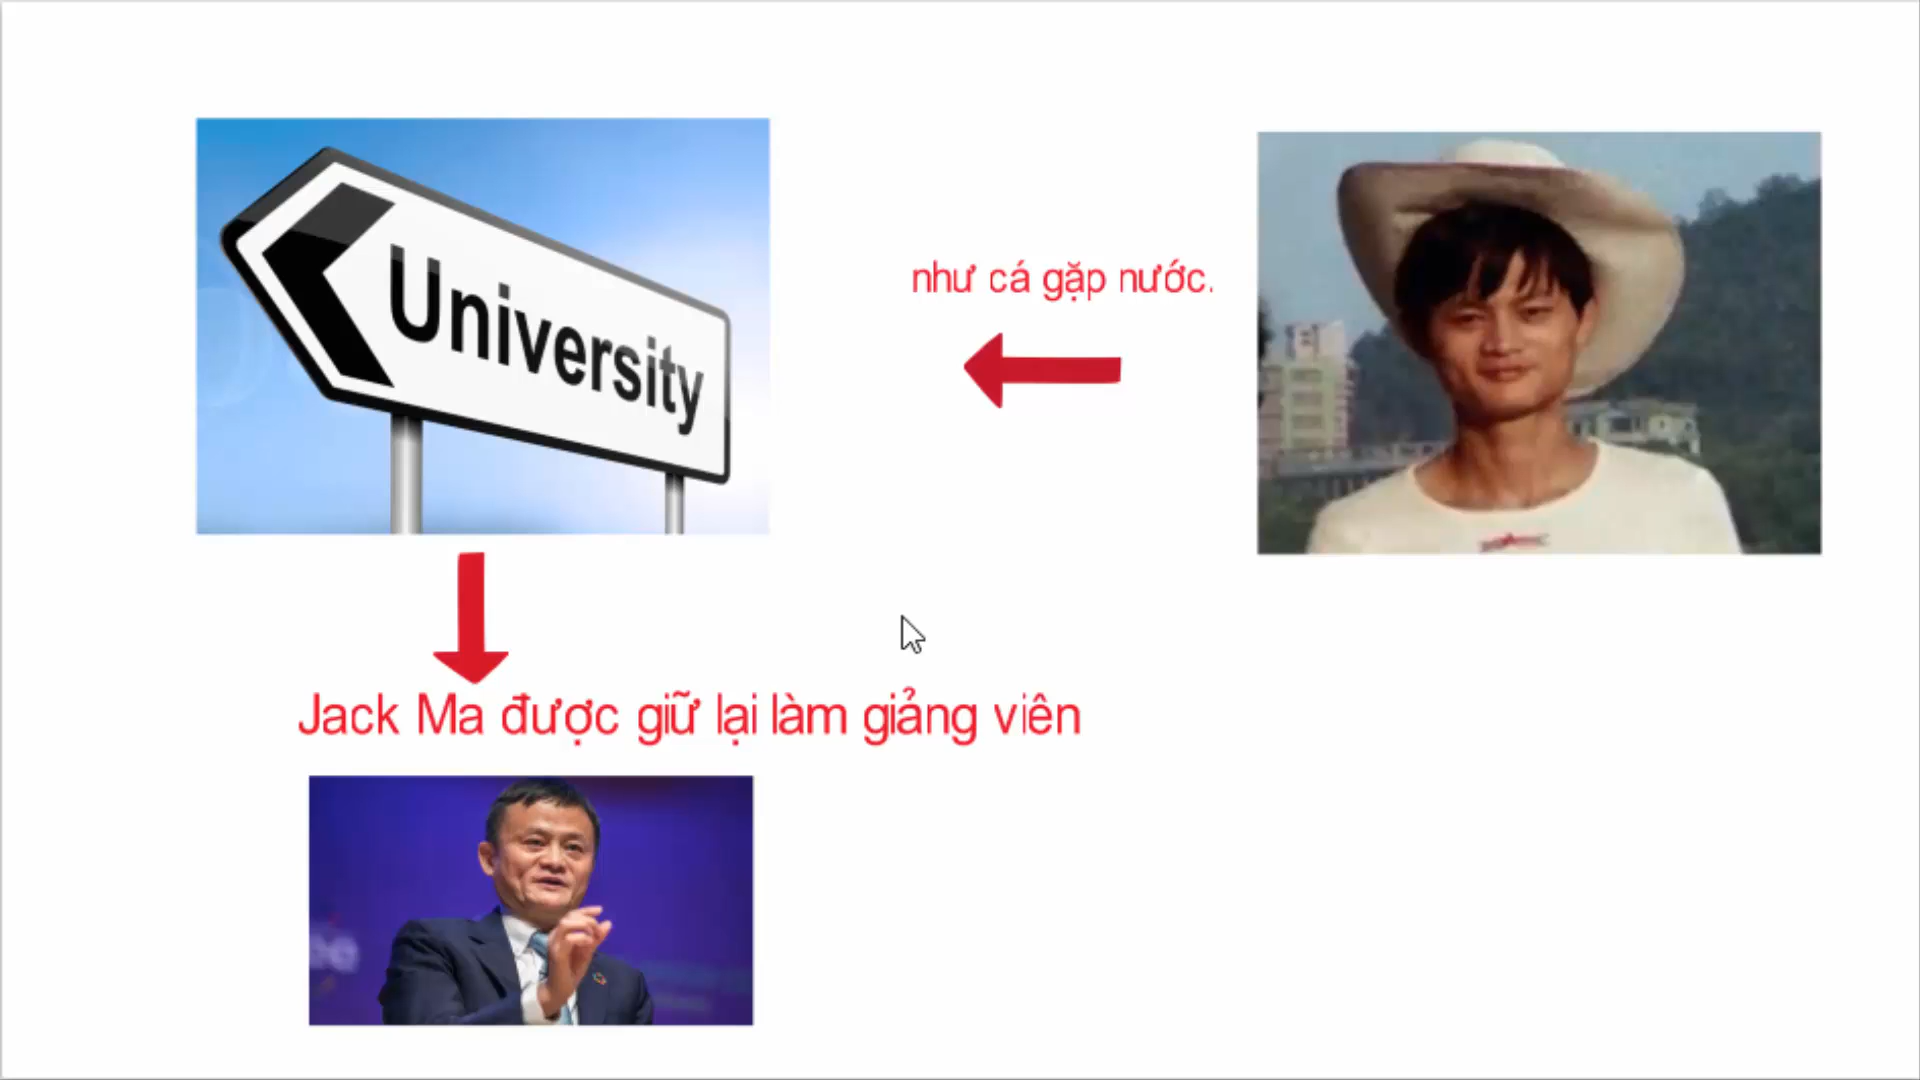 University
như cá gặp nước.
Jack Ma được giữ lại làm giảng viên